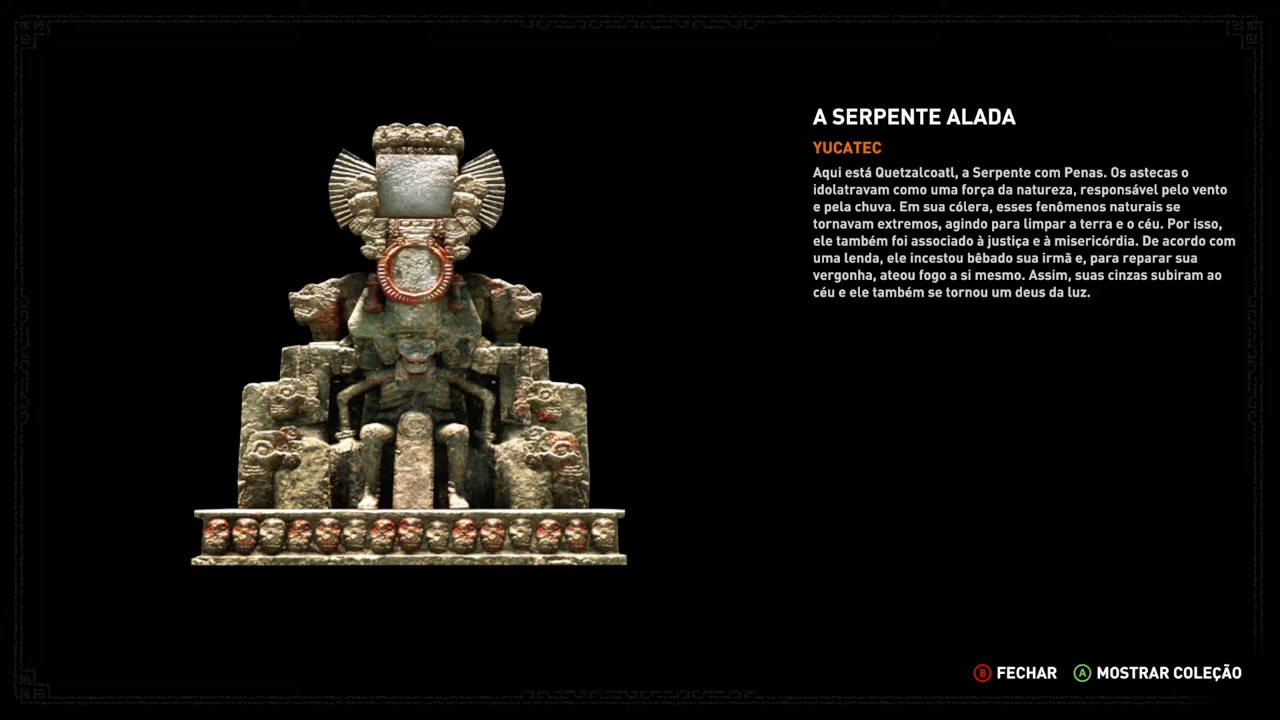 A SERPENTE ALADA
YUCATEC
Aqui está Quetzalcoatl, a Serpente com Penas. Os astecas o
idolatravam como uma força da natureza, responsável pelo vento
e pela chuva. Em sua cólera, esses fenômenos naturais se
tornavam extremos, agindo para limpar a terra e o céu. Por isso,
ele também foi associado à justiça e à misericórdia. De acordo com
uma lenda, ele incestou bêbado sua irmã e, para reparar sua
vergonha, ateou fogo a si mesmo. Assim, suas cinzas subiram ao
céu e ele também se tornou um deus da luz.
B FECHAR A MOSTRAR COLEÇÃO